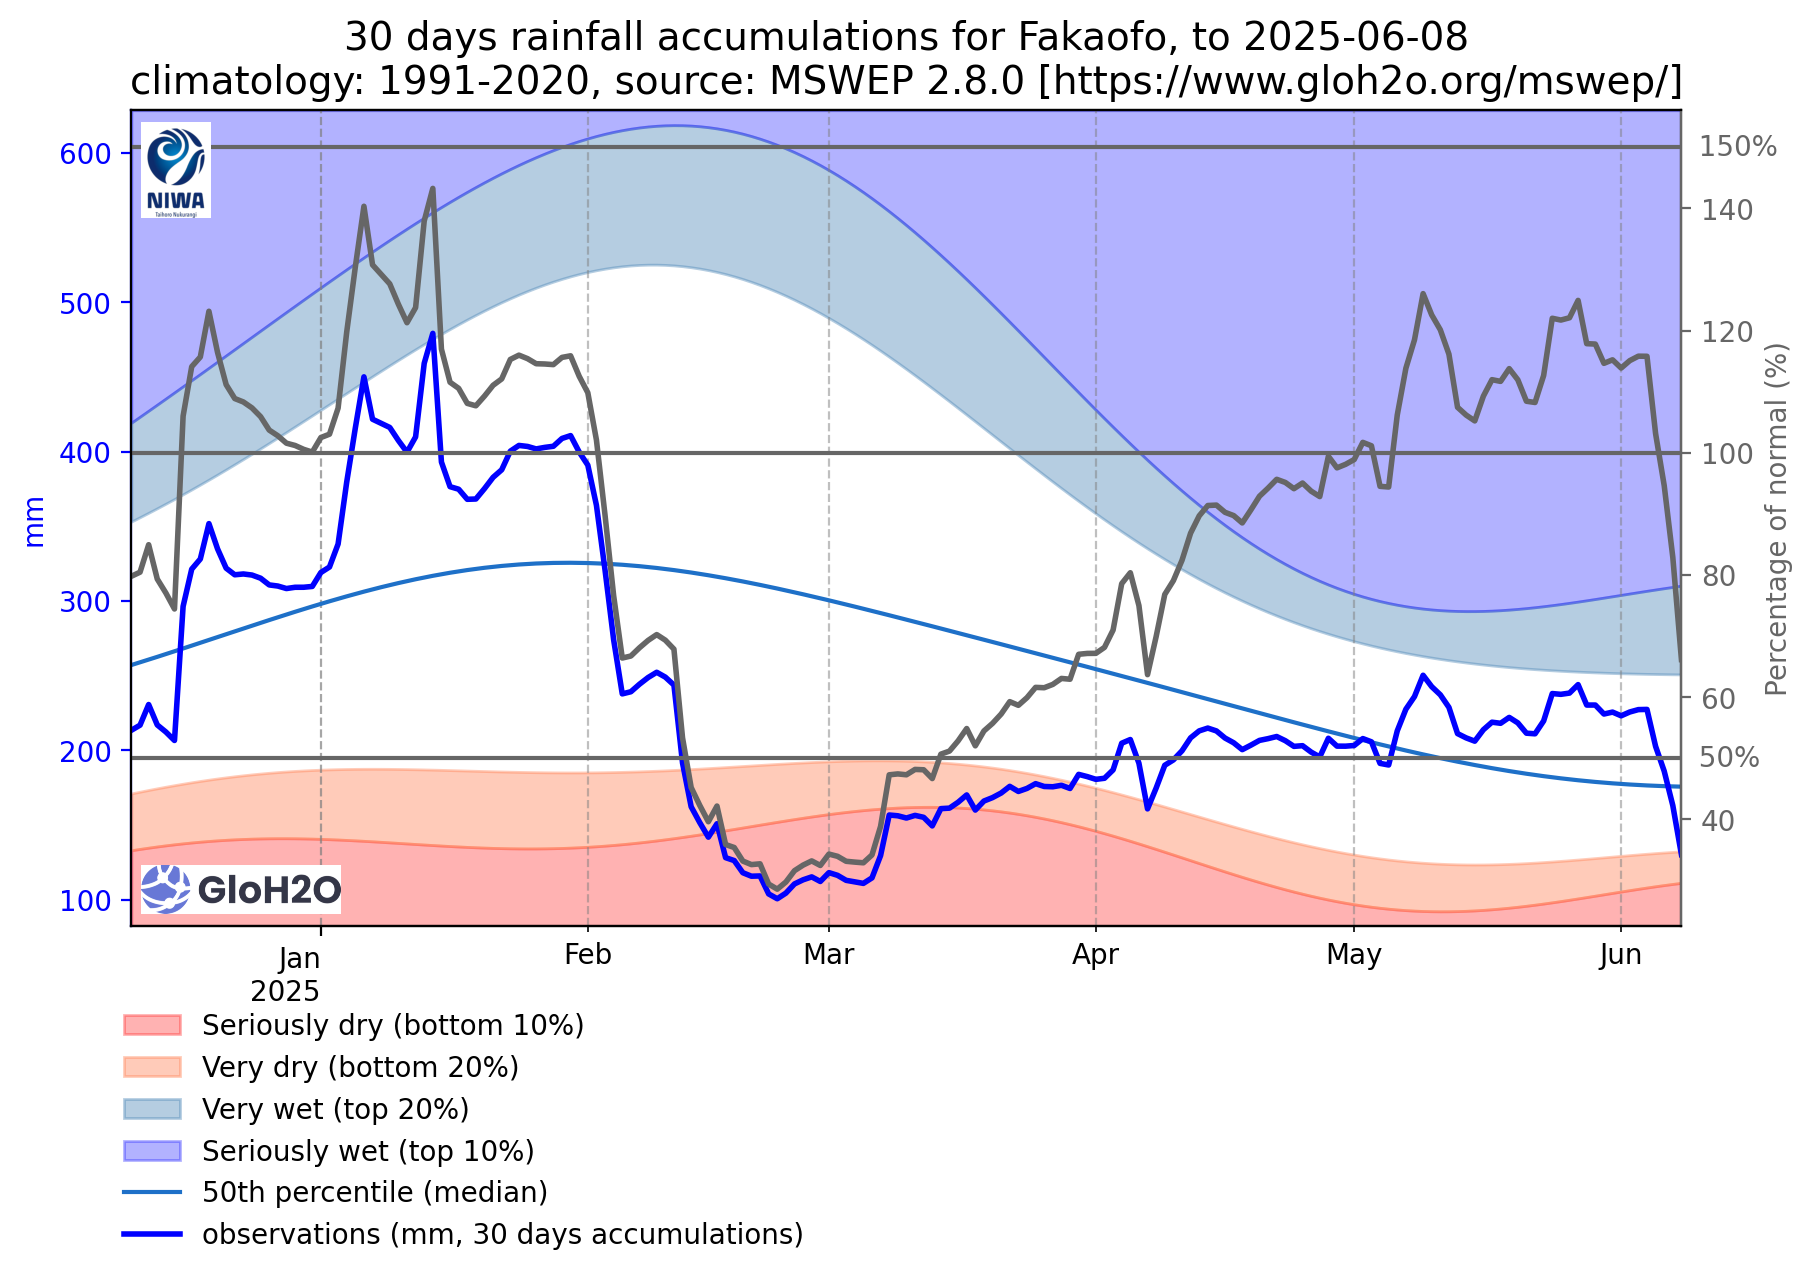 30 days rainfall accumulations for Fakaofo, to 2025-06-08
climatology: 1991-2020, source: MSWEP 2.8.0 [https://www.gloh2o.org/mswep/]
NIWA
Taihoro Nukurangi
600
500
400
300
200
100
mm
150%
140
120
100
80
60
50%
40
Percentage of normal (%)
GloH2O
Jan
2025
Feb
Mar
Apr
May
Jun
Seriously dry (bottom 10%)
Very dry (bottom 20%)
Very wet (top 20%)
Seriously wet (top 10%)
50th percentile (median)
observations (mm, 30 days accumulations)